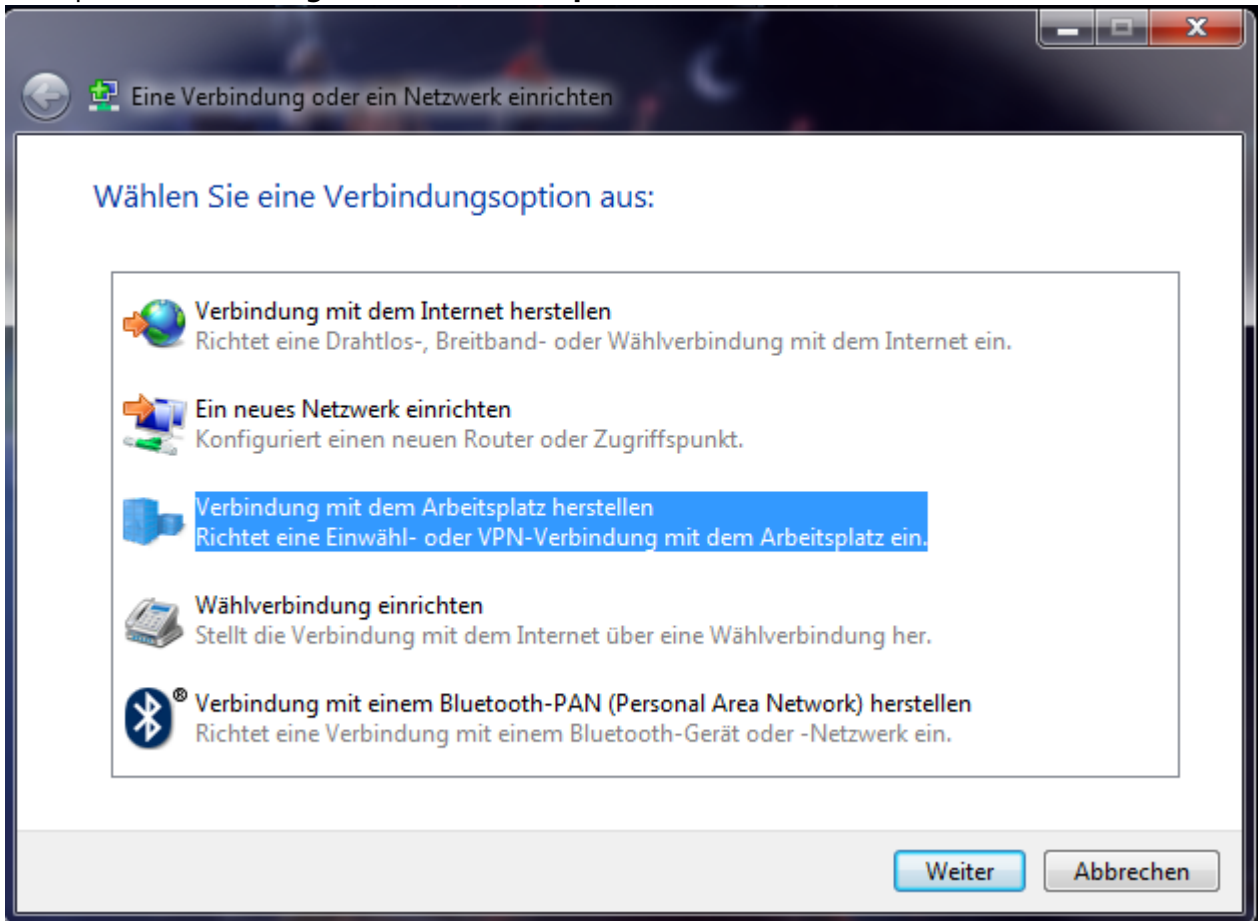 Eine Verbindung oder ein Netzwerk einrichten
Wählen Sie eine Verbindungsoption aus:
Verbindung mit dem Internet herstellen
Richtet eine Drahtlos-, Breitband- oder Wählverbindung mit dem Internet ein.
Ein neues Netzwerk einrichten
Konfiguriert einen neuen Router oder Zugriffspunkt.
Verbindung mit dem Arbeitsplatz herstellen
Richtet eine Einwähl- oder VPN-Verbindung mit dem Arbeitsplatz ein.
Wählverbindung einrichten
Stellt die Verbindung mit dem Internet über eine Wählverbindung her.
® Verbindung mit einem Bluetooth-PAN (Personal Area Network) herstellen
Richtet eine Verbindung mit einem Bluetooth-Gerät oder -Netzwerk ein.
Weiter Abbrechen